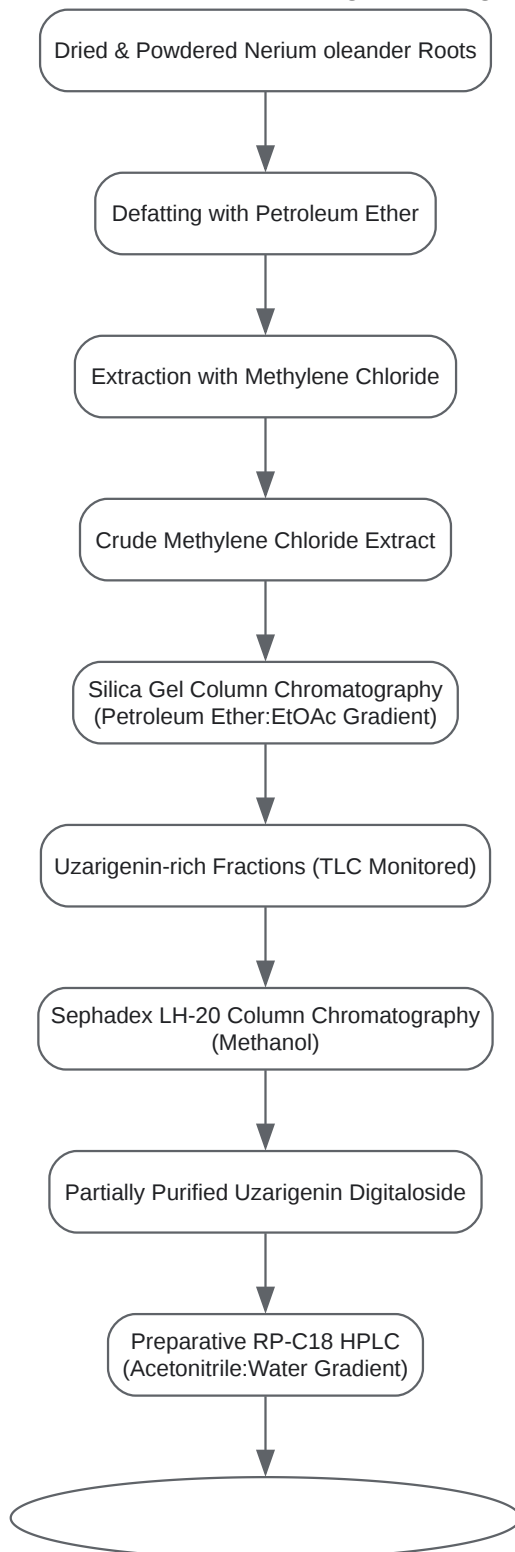 Dried & Powdered Nerium oleander Roots
Defatting with Petroleum Ether
Extraction with Methylene Chloride
Crude Methylene Chloride Extract
Silica Gel Column Chromatography
(Petroleum Ether:EtOAc Gradient)
Uzarigenin-rich Fractions (TLC Monitored)
Sephadex LH-20 Column Chromatography
(Methanol)
Partially Purified Uzarigenin Digitaloside
Preparative RP-C18 HPLC
(Acetonitrile:Water Gradient)